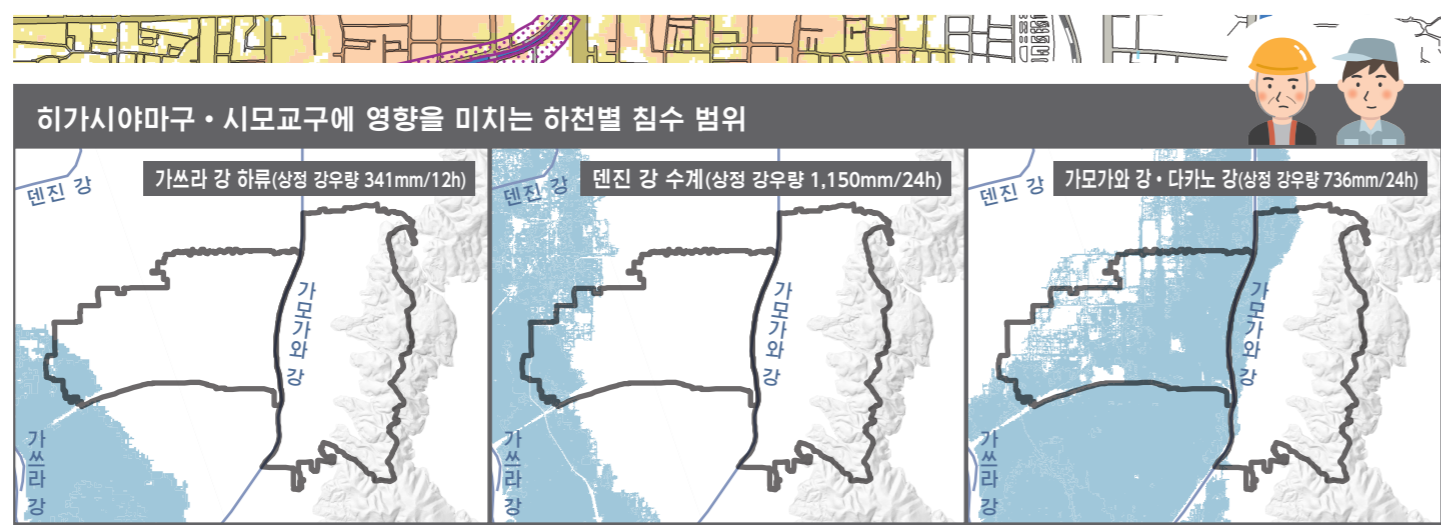 히가시야마구・시모교구에 영향을 미치는 하천별 침수 범위
가쓰라 강 하류(상정 강우량 341mm/12h)
덴진 강
가모가와 강
가쓰라 강
덴진 강 수계(상정 강우량 1,150mm/24h)
덴진 강
가모가와 강
가쓰라 강
가모가와 강・다카노 강(상정 강우량 736mm/24h)
덴진 강
가모가와 강
가쓰라 강